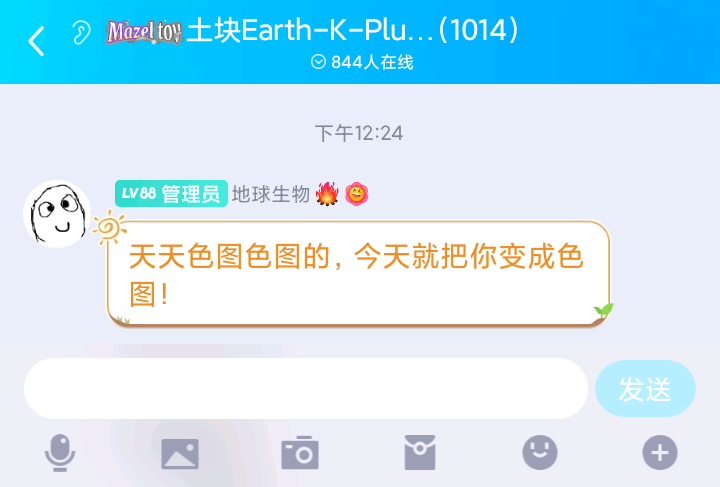 Mazel toy 土块Earth-K-Plu...(1014)
844人在线
下午12:24
LV88 管理员 地球生物
天天色图色图的，今天就把你变成色
图！
发送